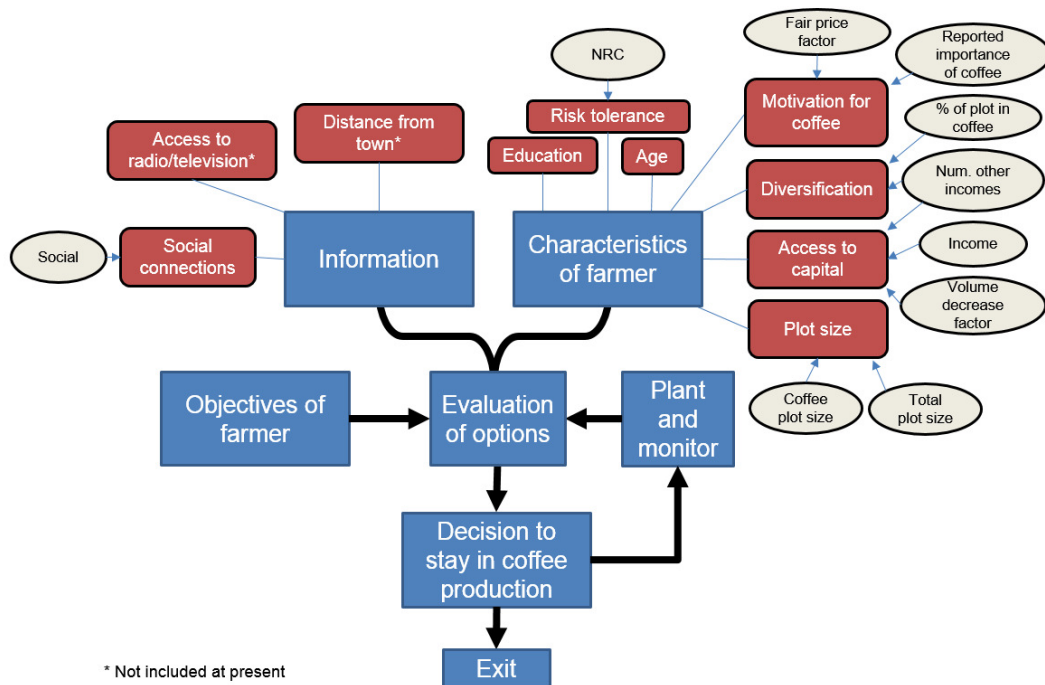 Fair price
factor
Reported
importance
of coffee
NRC
Motivation for
coffee
Access to
radio/television*
Distance from
town*
Risk tolerance
% of plot in
coffee
Education
Age
Diversification
Num. other
incomes
Social
Social
connections
Information
Characteristics
of farmer
Access to
capital
Income
Volume
decrease
factor
Plot size
Objectives of
farmer
Evaluation
of options
Plant
and
monitor
Coffee
plot size
Total
plot size
Decision to
stay in coffee
production
* Not included at present
Exit